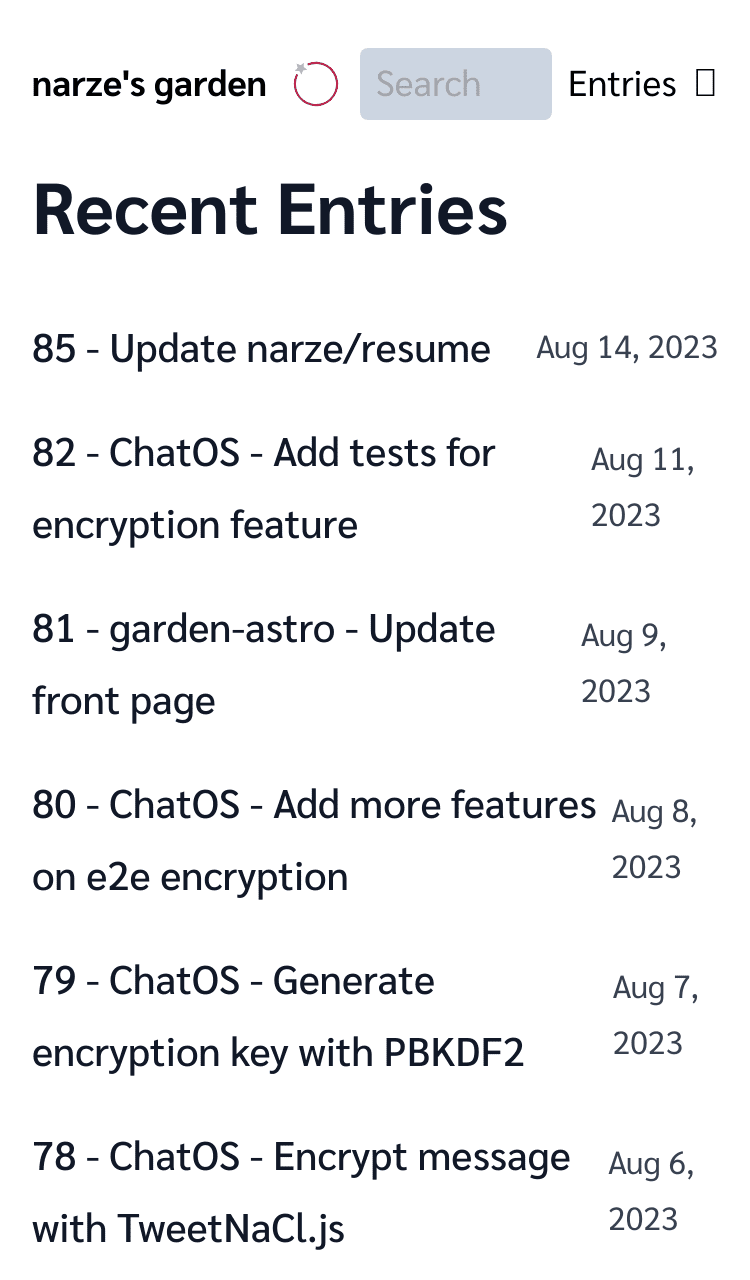 narze's garden
Search
Entries
Recent Entries
85 - Update narze/resume
Aug 14, 2023
82 - ChatOS - Add tests for
encryption feature
Aug 11,
2023
81 - garden-astro - Update
front page
Aug 9,
2023
80 - ChatOS - Add more features
on e2e encryption
Aug 8,
2023
79 - ChatOS - Generate
encryption key with PBKDF2
Aug 7,
2023
78 - ChatOS - Encrypt message
with TweetNaCl.js
Aug 6,
2023